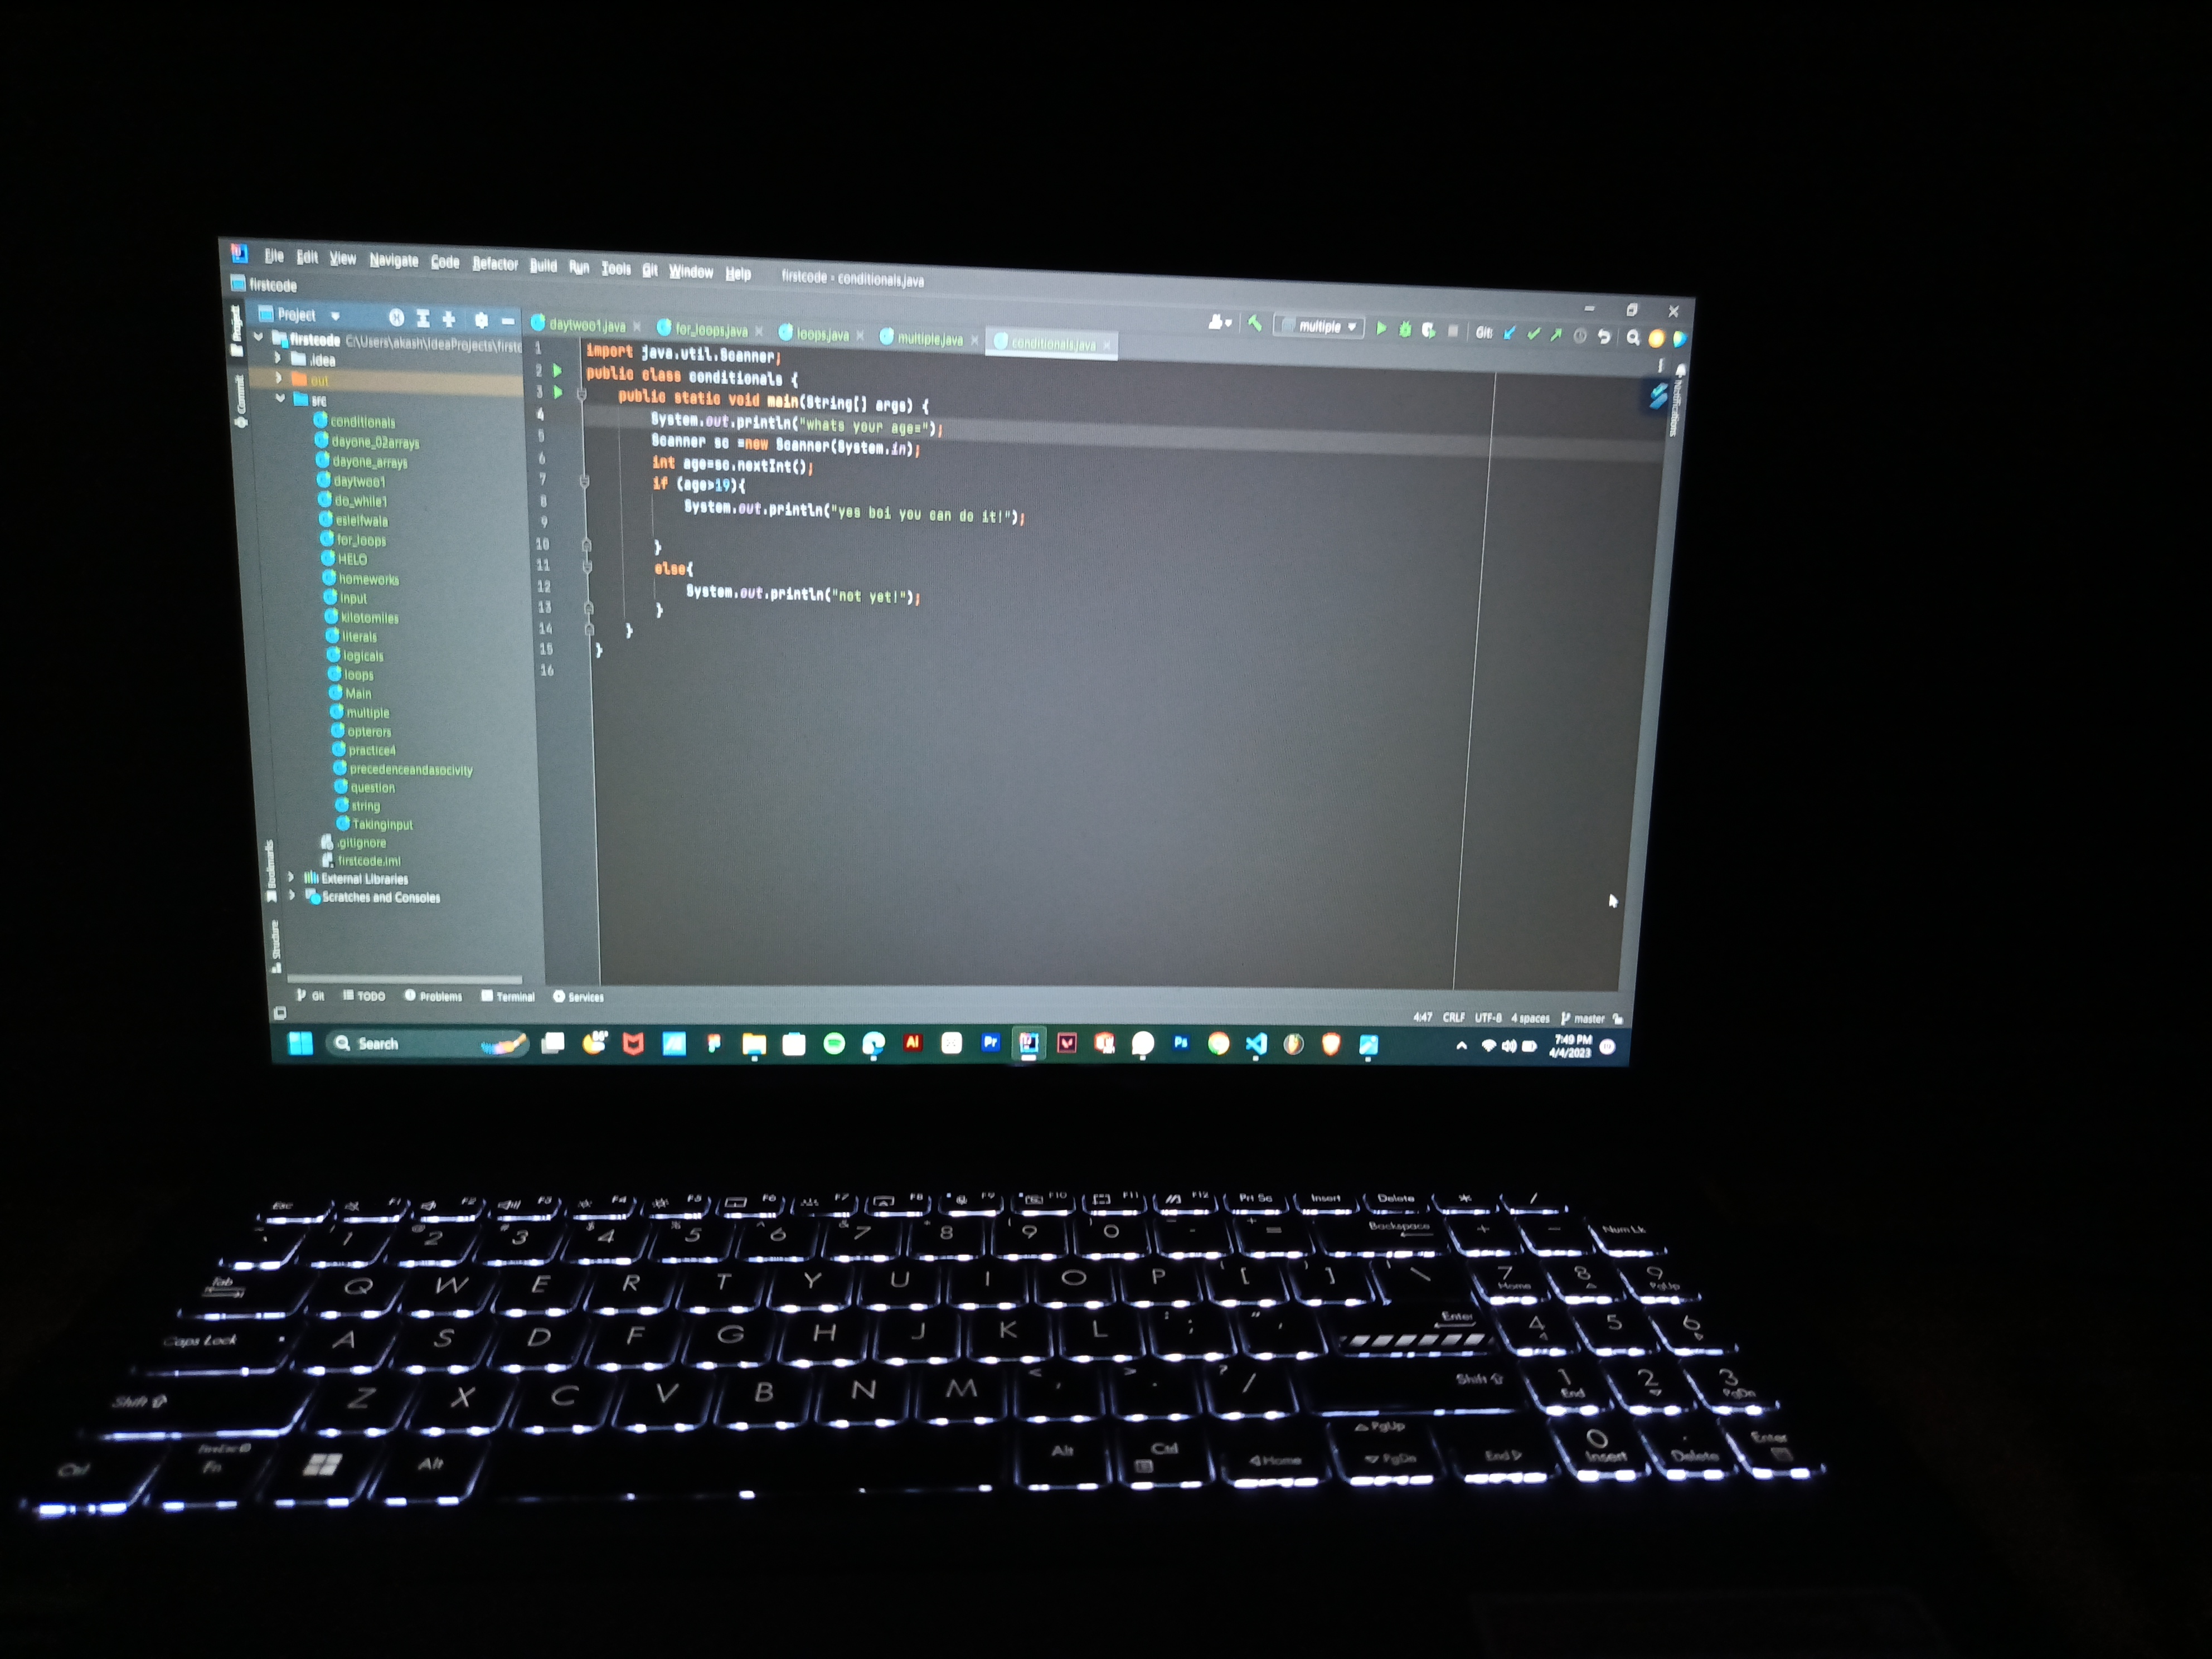 File Edit View Navigate Code Refactor Build Run Tools Git Window Help firstcode - conditionals.java
firstcode
Project
daytwoo1.java for_loops.java loops.java multiple.java conditionals.java
multiple Git:
Project
Commit
Bookmarks
Structure
Notifications
firstcode C:\Users\akash\IdeaProjects\firstc
.idea
out
src
conditionals
dayone_02arrays
dayone_arrays
daytwoo1
do_while1
esleifwala
for_loops
HELO
homeworks
input
kilotomiles
literals
logicals
loops
Main
multiple
opterors
practice4
precedenceandasocivity
question
string
Takinginput
.gitignore
firstcode.iml
External Libraries
Scratches and Consoles
1 import java.util.Scanner;
2 public class conditionals {
3 public static void main(String[] args) {
4 System.out.println("whats your age=");
5 Scanner sc =new Scanner(System.in);
6 int age=sc.nextInt();
7 if (age>19){
8 System.out.println("yes boi you can do it!");
9
10 }
11 else{
12 System.out.println("not yet!");
13 }
14 }
15 }
16
Git TODO Problems Terminal Services
4:47 CRLF UTF-8 4 spaces master
Search Ai Pr Ps 7:49 PM
4/4/2023
Esc F1 F2 F3 F4 F5 F6 F7 F8 F9 F10 F11 F12 Prt Sc Insert Delete * /
1 2 3 4 5 6 7 8 9 0 - = Backspace + - Num Lk
Tab Q W E R T Y U I O P [ ] \ 7 Home 8 9 PgUp
Caps Lock A S D F G H J K L ; ' Enter 4 5 6
Shift Z X C V B N M , . / Shift 1 End 2 3 PgDn
Ctrl Fn Alt Alt Ctrl Home PgUp PgDn End 0 Insert . Delete Enter